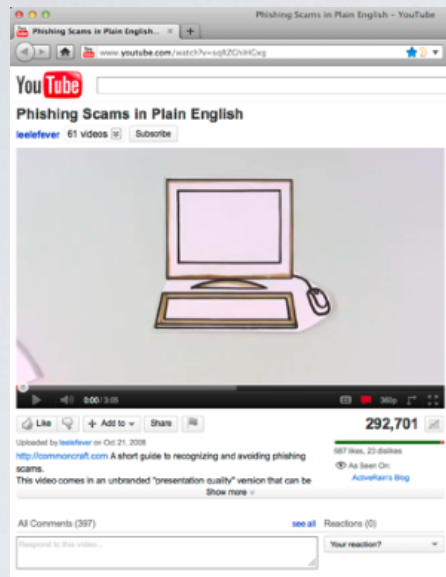 Phishing Scams in Plain English – YouTube
Phishing Scams in Plain English...
www.youtube.com/watch?v=sqRZGhiHGxg
YouTube
Phishing Scams in Plain English
leelefever 61 videos Subscribe
0:00 / 3:05 360p
Like Add to Share 292,701
Uploaded by leelefever on Oct 21, 2008
687 likes, 23 dislikes
http://commoncraft.com A short guide to recognizing and avoiding phishing
scams.
As Seen On:
ActiveRain's Blog
This video comes in an unbranded "presentation quality" version that can be
Show more
All Comments (397) see all Reactions (0)
Respond to this video...
Your reaction?